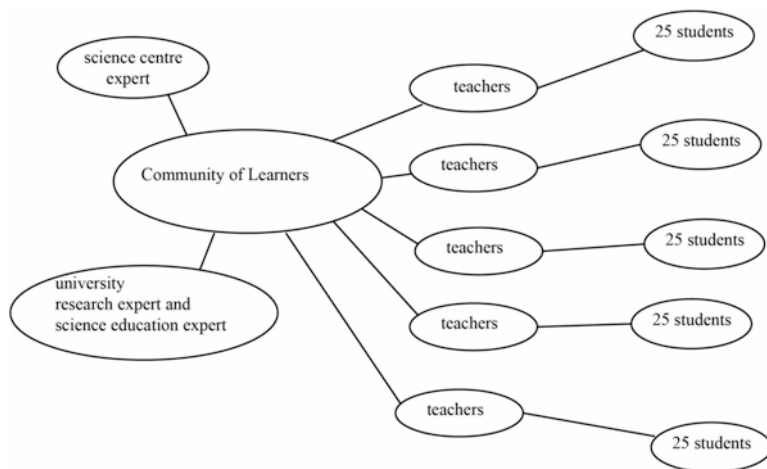 science centre
expert
Community of Learners
university
research expert and
science education expert
teachers
25 students
teachers
25 students
teachers
25 students
teachers
25 students
teachers
25 students